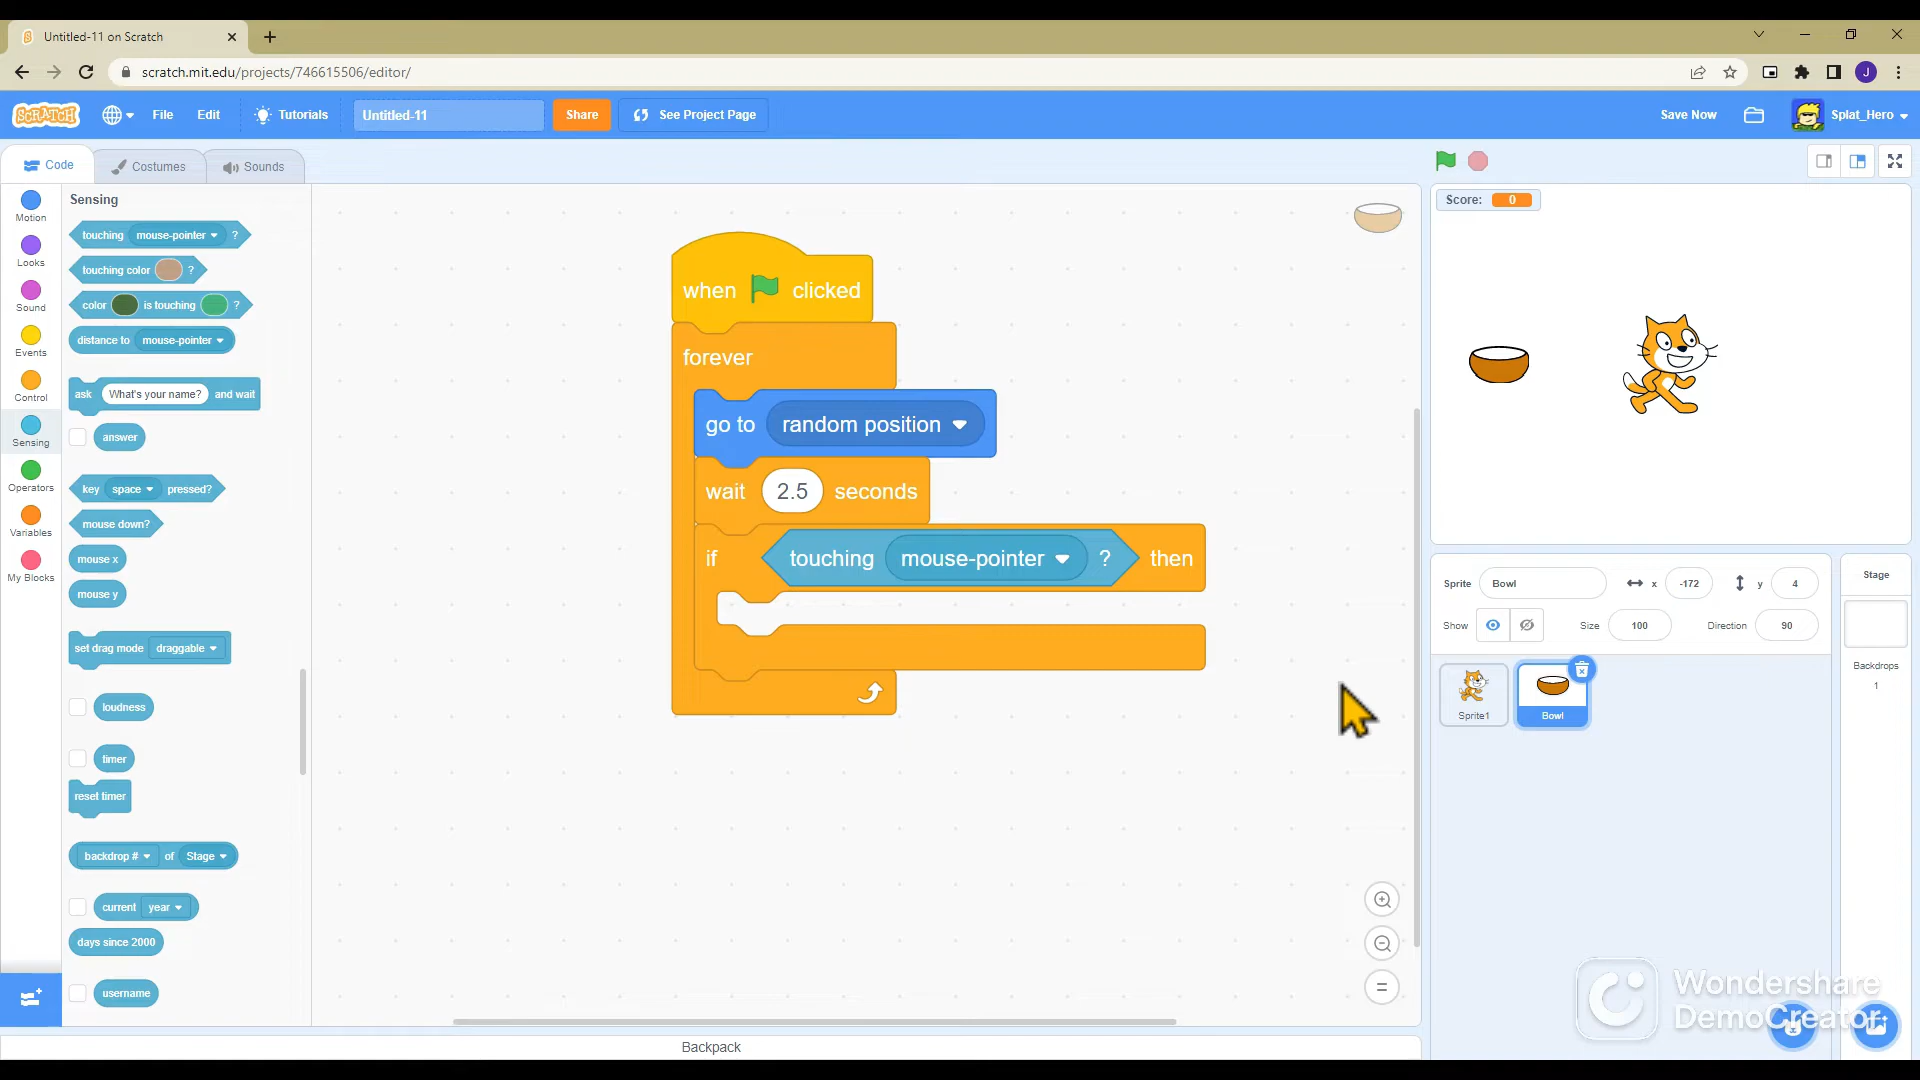 Untitled-11 on Scratch
scratch.mit.edu/projects/746615506/editor/
J
SCRATCH
File
Edit
Tutorials
Untitled-11
Share
See Project Page
Save Now
Splat_Hero
Code
Costumes
Sounds
Motion
Looks
Sound
Events
Control
Sensing
Operators
Variables
My Blocks
Sensing
touching mouse-pointer ?
touching color ?
color is touching ?
distance to mouse-pointer
ask What's your name? and wait
answer
key space pressed?
mouse down?
mouse x
mouse y
set drag mode draggable
loudness
timer
reset timer
backdrop # of Stage
current year
days since 2000
username
when clicked
forever
go to random position
wait 2.5 seconds
if touching mouse-pointer ? then
Backpack
Score: 0
Sprite Bowl x -172 y 4
Show Size 100 Direction 90
Sprite1
Bowl
Stage
Backdrops
1
Wondershare
DemoCreator